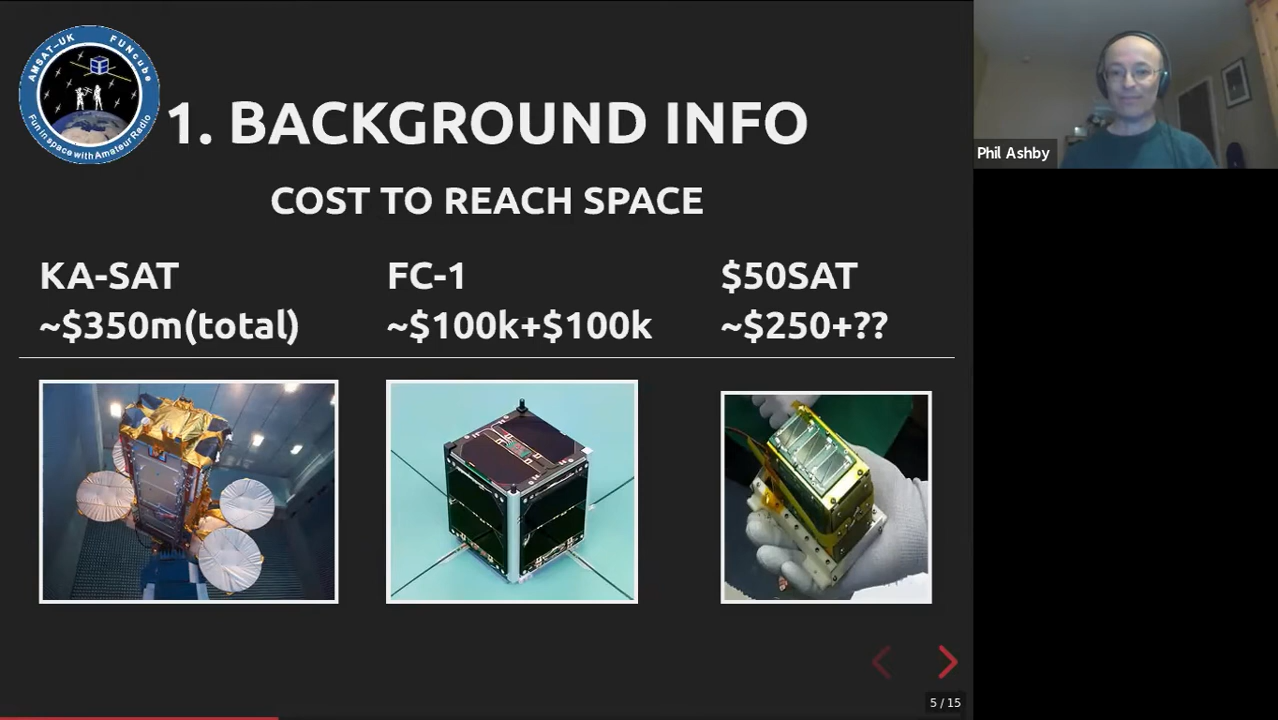 AMSAT-UK FUNcube
Fun in space with Amateur Radio
1. BACKGROUND INFO
COST TO REACH SPACE
KA-SAT
~$350m(total)
FC-1
~$100k+$100k
$50SAT
~$250+??
Phil Ashby
5 / 15